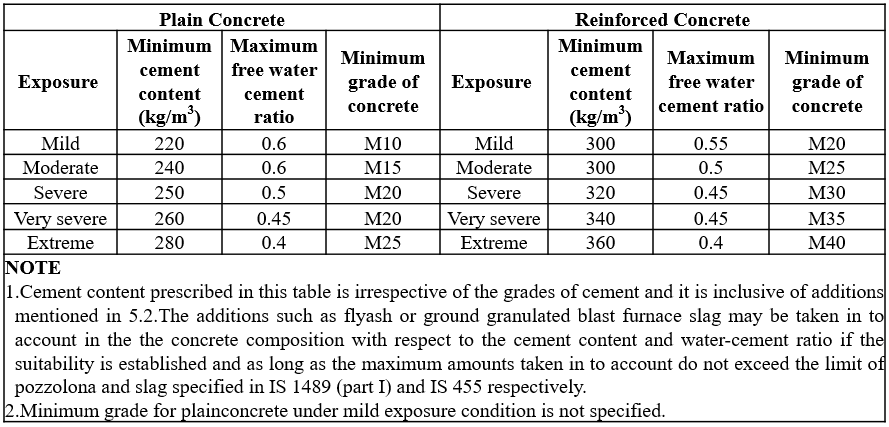 Plain Concrete Reinforced Concrete
Exposure Minimum cement content (kg/m³) Maximum free water cement ratio Minimum grade of concrete Exposure Minimum cement content (kg/m³) Maximum free water cement ratio Minimum grade of concrete
Mild 220 0.6 M10 Mild 300 0.55 M20
Moderate 240 0.6 M15 Moderate 300 0.5 M25
Severe 250 0.5 M20 Severe 320 0.45 M30
Very severe 260 0.45 M20 Very severe 340 0.45 M35
Extreme 280 0.4 M25 Extreme 360 0.4 M40
NOTE
1.Cement content prescribed in this table is irrespective of the grades of cement and it is inclusive of additions
mentioned in 5.2.The additions such as flyash or ground granulated blast furnace slag may be taken in to
account in the the concrete composition with respect to the cement content and water-cement ratio if the
suitability is established and as long as the maximum amounts taken in to account do not exceed the limit of
pozzolona and slag specified in IS 1489 (part I) and IS 455 respectively.
2.Minimum grade for plainconcrete under mild exposure condition is not specified.